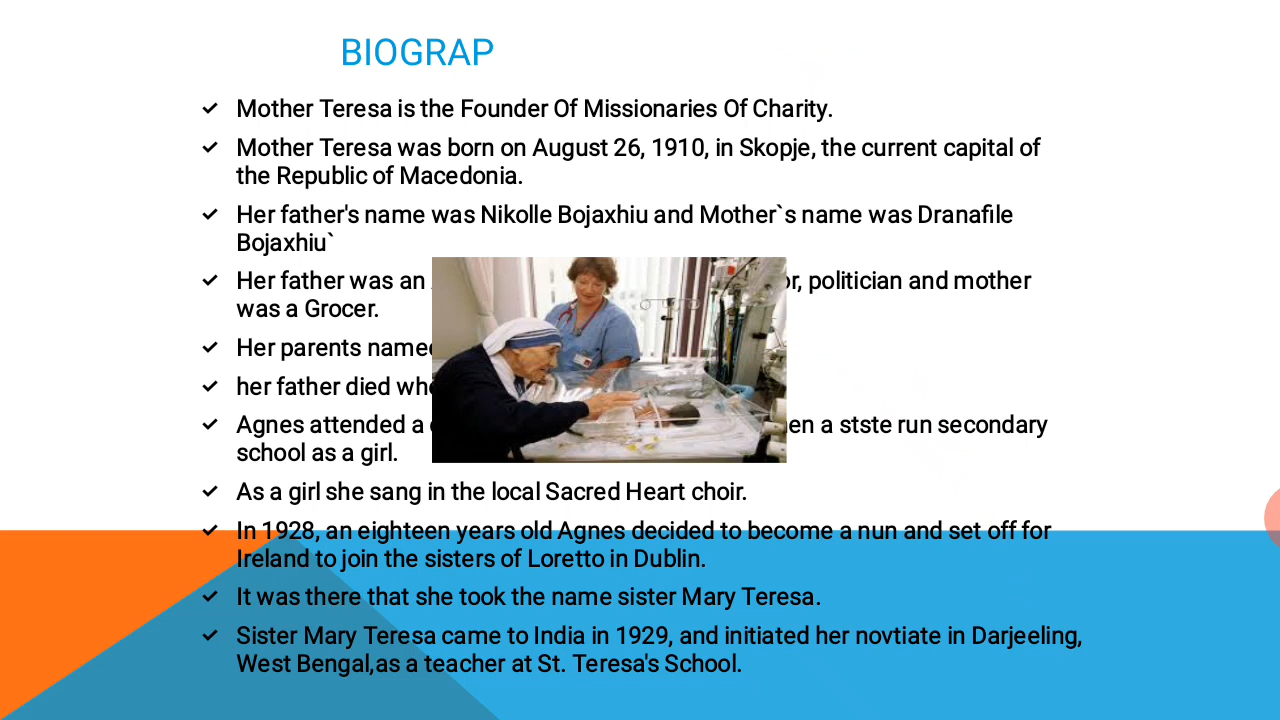 BIOGRAP
Mother Teresa is the Founder Of Missionaries Of Charity.
Mother Teresa was born on August 26, 1910, in Skopje, the current capital of
the Republic of Macedonia.
Her father's name was Nikolle Bojaxhiu and Mother`s name was Dranafile
Bojaxhiu`
Her father was an , politician and mother
was a Grocer.
Her parents
her father died
Agnes attended a a stste run secondary
school as a girl.
As a girl she sang in the local Sacred Heart choir.
In 1928, an eighteen years old Agnes decided to become a nun and set off for
Ireland to join the sisters of Loretto in Dublin.
It was there that she took the name sister Mary Teresa.
Sister Mary Teresa came to India in 1929, and initiated her novtiate in Darjeeling,
West Bengal,as a teacher at St. Teresa's School.